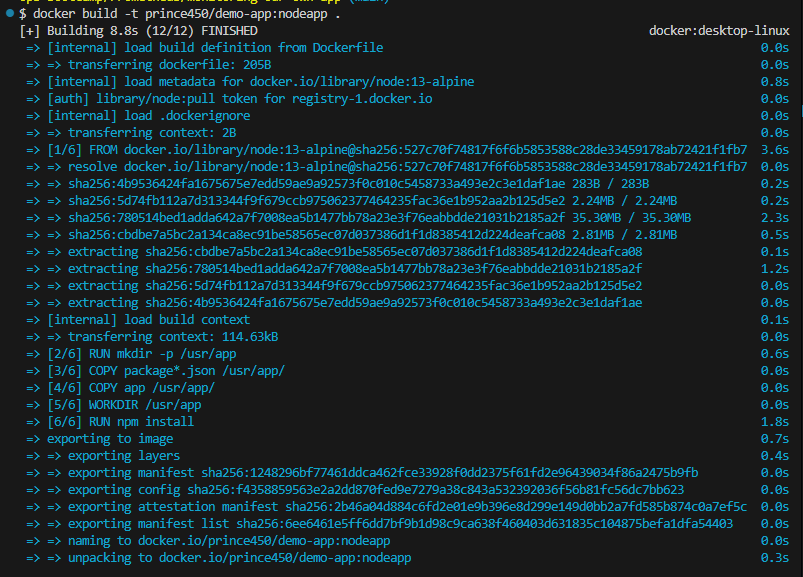 $ docker build -t prince450/demo-app:nodeapp .
[+] Building 8.8s (12/12) FINISHED docker:desktop-linux
=> [internal] load build definition from Dockerfile 0.0s
=> => transferring dockerfile: 205B 0.0s
=> [internal] load metadata for docker.io/library/node:13-alpine 0.8s
=> [auth] library/node:pull token for registry-1.docker.io 0.0s
=> [internal] load .dockerignore 0.0s
=> => transferring context: 2B 0.0s
=> [1/6] FROM docker.io/library/node:13-alpine@sha256:527c70f74817f6f6b5853588c28de33459178ab72421f1fb7 3.6s
=> => resolve docker.io/library/node:13-alpine@sha256:527c70f74817f6f6b5853588c28de33459178ab72421f1fb7 0.0s
=> => sha256:4b9536424fa1675675e7edd59ae9a92573f0c010c5458733a493e2c3e1daf1ae 283B / 283B 0.2s
=> => sha256:5d74fb112a7d313344f9f679ccb975062377464235fac36e1b952aa2b125d5e2 2.24MB / 2.24MB 0.2s
=> => sha256:780514bed1adda642a7f7008ea5b1477bb78a23e3f76eabbdde21031b2185a2f 35.30MB / 35.30MB 2.3s
=> => sha256:cbdbe7a5bc2a134ca8ec91be58565ec07d037386d1f1d8385412d224deafca08 2.81MB / 2.81MB 0.5s
=> => extracting sha256:cbdbe7a5bc2a134ca8ec91be58565ec07d037386d1f1d8385412d224deafca08 0.1s
=> => extracting sha256:780514bed1adda642a7f7008ea5b1477bb78a23e3f76eabbdde21031b2185a2f 1.2s
=> => extracting sha256:5d74fb112a7d313344f9f679ccb975062377464235fac36e1b952aa2b125d5e2 0.0s
=> => extracting sha256:4b9536424fa1675675e7edd59ae9a92573f0c010c5458733a493e2c3e1daf1ae 0.0s
=> [internal] load build context 0.1s
=> => transferring context: 114.63kB 0.0s
=> [2/6] RUN mkdir -p /usr/app 0.6s
=> [3/6] COPY package*.json /usr/app/ 0.0s
=> [4/6] COPY app /usr/app/ 0.0s
=> [5/6] WORKDIR /usr/app 0.0s
=> [6/6] RUN npm install 1.8s
=> exporting to image 0.7s
=> => exporting layers 0.4s
=> => exporting manifest sha256:1248296bf77461ddca462fce33928f0dd2375f61fd2e96439034f86a2475b9fb 0.0s
=> => exporting config sha256:f4358859563e2a2dd870fed9e7279a38c843a532392036f56b81fc56dc7bb623 0.0s
=> => exporting attestation manifest sha256:2b46a04d884c6fd2e01e9b396e8d299e149d0bb2a7fd585b874c0a7ef5c 0.0s
=> => exporting manifest list sha256:6ee6461e5ff6dd7bf9b1d98c9ca638f460403d631835c104875befa1dfa54403 0.0s
=> => naming to docker.io/prince450/demo-app:nodeapp 0.0s
=> => unpacking to docker.io/prince450/demo-app:nodeapp 0.3s